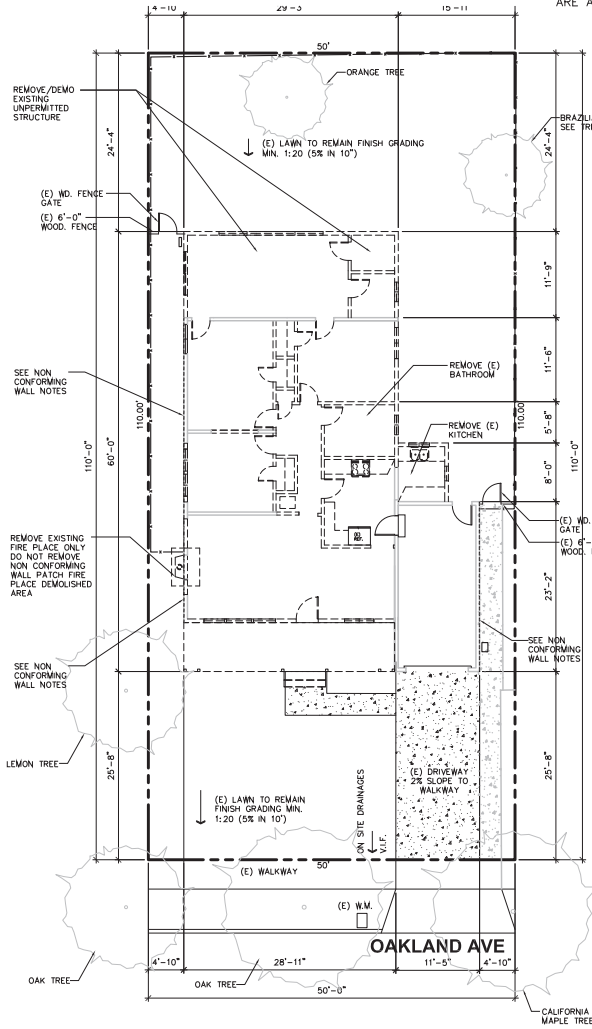 ARE A
4'-10"
29'-3"
15'-11"
50'
ORANGE TREE
REMOVE/DEMO
EXISTING
UNPERMITTED
STRUCTURE
24'-4"
(E) LAWN TO REMAIN FINISH GRADING
MIN. 1:20 (5% IN 10")
BRAZILI
SEE TRE
24'-4"
(E) WD. FENCE
GATE
(E) 6'-0"
WOOD. FENCE
11'-9"
11'-6"
SEE NON
CONFORMING
WALL NOTES
REMOVE (E)
BATHROOM
REMOVE (E)
KITCHEN
110'-0"
60'-0"
110.00'
5'-8"
110.00'
110'-0"
8'-0"
(E) WD.
GATE
(E) 6'-
WOOD.
REMOVE EXISTING
FIRE PLACE ONLY
DO NOT REMOVE
NON CONFORMING
WALL PATCH FIRE
PLACE DEMOLISHED
AREA
23'-2"
SEE NON
CONFORMING
WALL NOTES
SEE NON
CONFORMING
WALL NOTES
LEMON TREE
25'-8"
(E) LAWN TO REMAIN
FINISH GRADING MIN.
1:20 (5% IN 10')
ON SITE DRAINAGES
V.I.F.
(E) DRIVEWAY
2% SLOPE TO
WALKWAY
25'-8"
(E) WALKWAY
50'
(E) W.M.
OAKLAND AVE
OAK TREE
4'-10"
OAK TREE
28'-11"
11'-5"
4'-10"
50'-0"
CALIFORNIA
MAPLE TREE